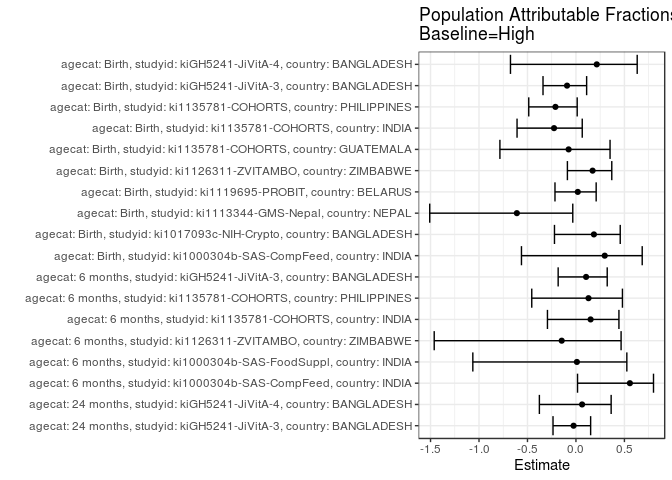 Population Attributable Fractions
Baseline=High
agecat: Birth, studyid: kiGH5241-JiVitA-4, country: BANGLADESH
agecat: Birth, studyid: kiGH5241-JiVitA-3, country: BANGLADESH
agecat: Birth, studyid: ki1135781-COHORTS, country: PHILIPPINES
agecat: Birth, studyid: ki1135781-COHORTS, country: INDIA
agecat: Birth, studyid: ki1135781-COHORTS, country: GUATEMALA
agecat: Birth, studyid: ki1126311-ZVITAMBO, country: ZIMBABWE
agecat: Birth, studyid: ki1119695-PROBIT, country: BELARUS
agecat: Birth, studyid: ki1113344-GMS-Nepal, country: NEPAL
agecat: Birth, studyid: ki1017093c-NIH-Crypto, country: BANGLADESH
agecat: Birth, studyid: ki1000304b-SAS-CompFeed, country: INDIA
agecat: 6 months, studyid: kiGH5241-JiVitA-3, country: BANGLADESH
agecat: 6 months, studyid: ki1135781-COHORTS, country: PHILIPPINES
agecat: 6 months, studyid: ki1135781-COHORTS, country: INDIA
agecat: 6 months, studyid: ki1126311-ZVITAMBO, country: ZIMBABWE
agecat: 6 months, studyid: ki1000304b-SAS-FoodSuppl, country: INDIA
agecat: 6 months, studyid: ki1000304b-SAS-CompFeed, country: INDIA
agecat: 24 months, studyid: kiGH5241-JiVitA-4, country: BANGLADESH
agecat: 24 months, studyid: kiGH5241-JiVitA-3, country: BANGLADESH
-1.5 -1.0 -0.5 0.0 0.5
Estimate